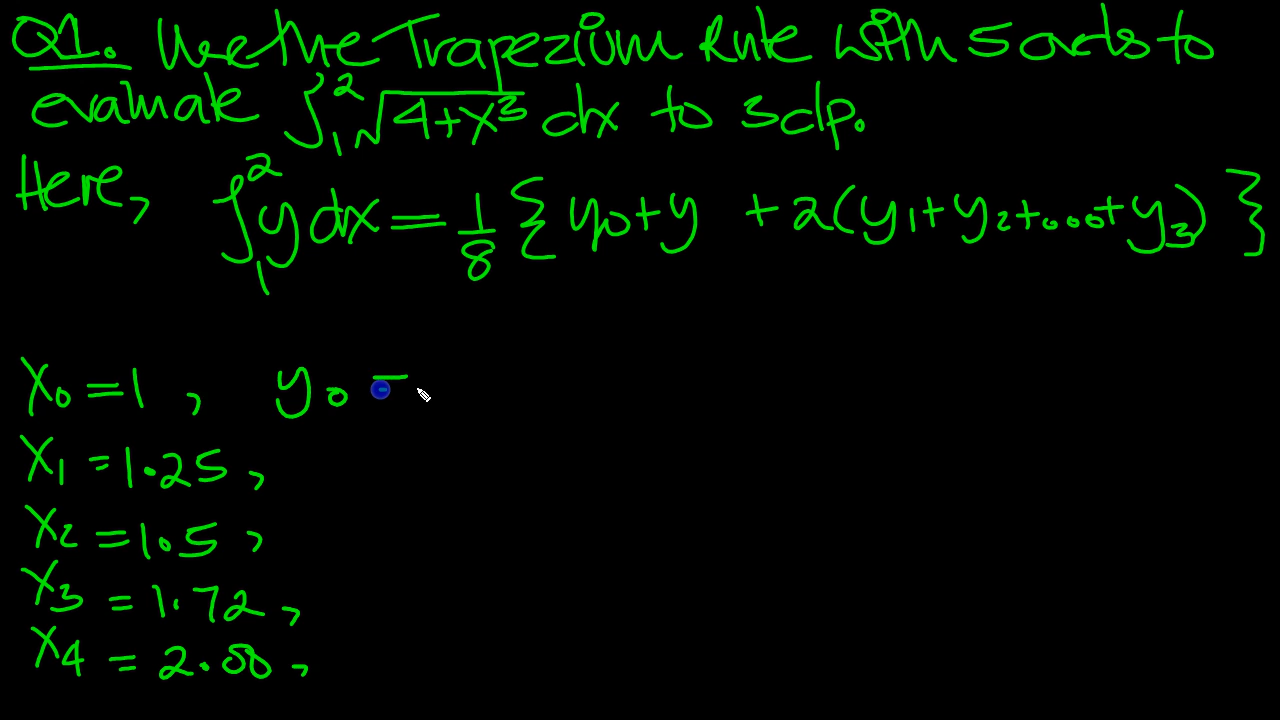 Q1. Use the Trapezium Rule with 5 ords to
evaluate ∫₁² √(4+x³) dx to 3dp.
Here, ∫₁² y dx = 1/8 { y₀ + y + 2(y₁ + y₂ + ... + y₃) }
x₀ = 1 , y₀ =
x₁ = 1.25 ,
x₂ = 1.5 ,
x₃ = 1.72 ,
x₄ = 2.00 ,